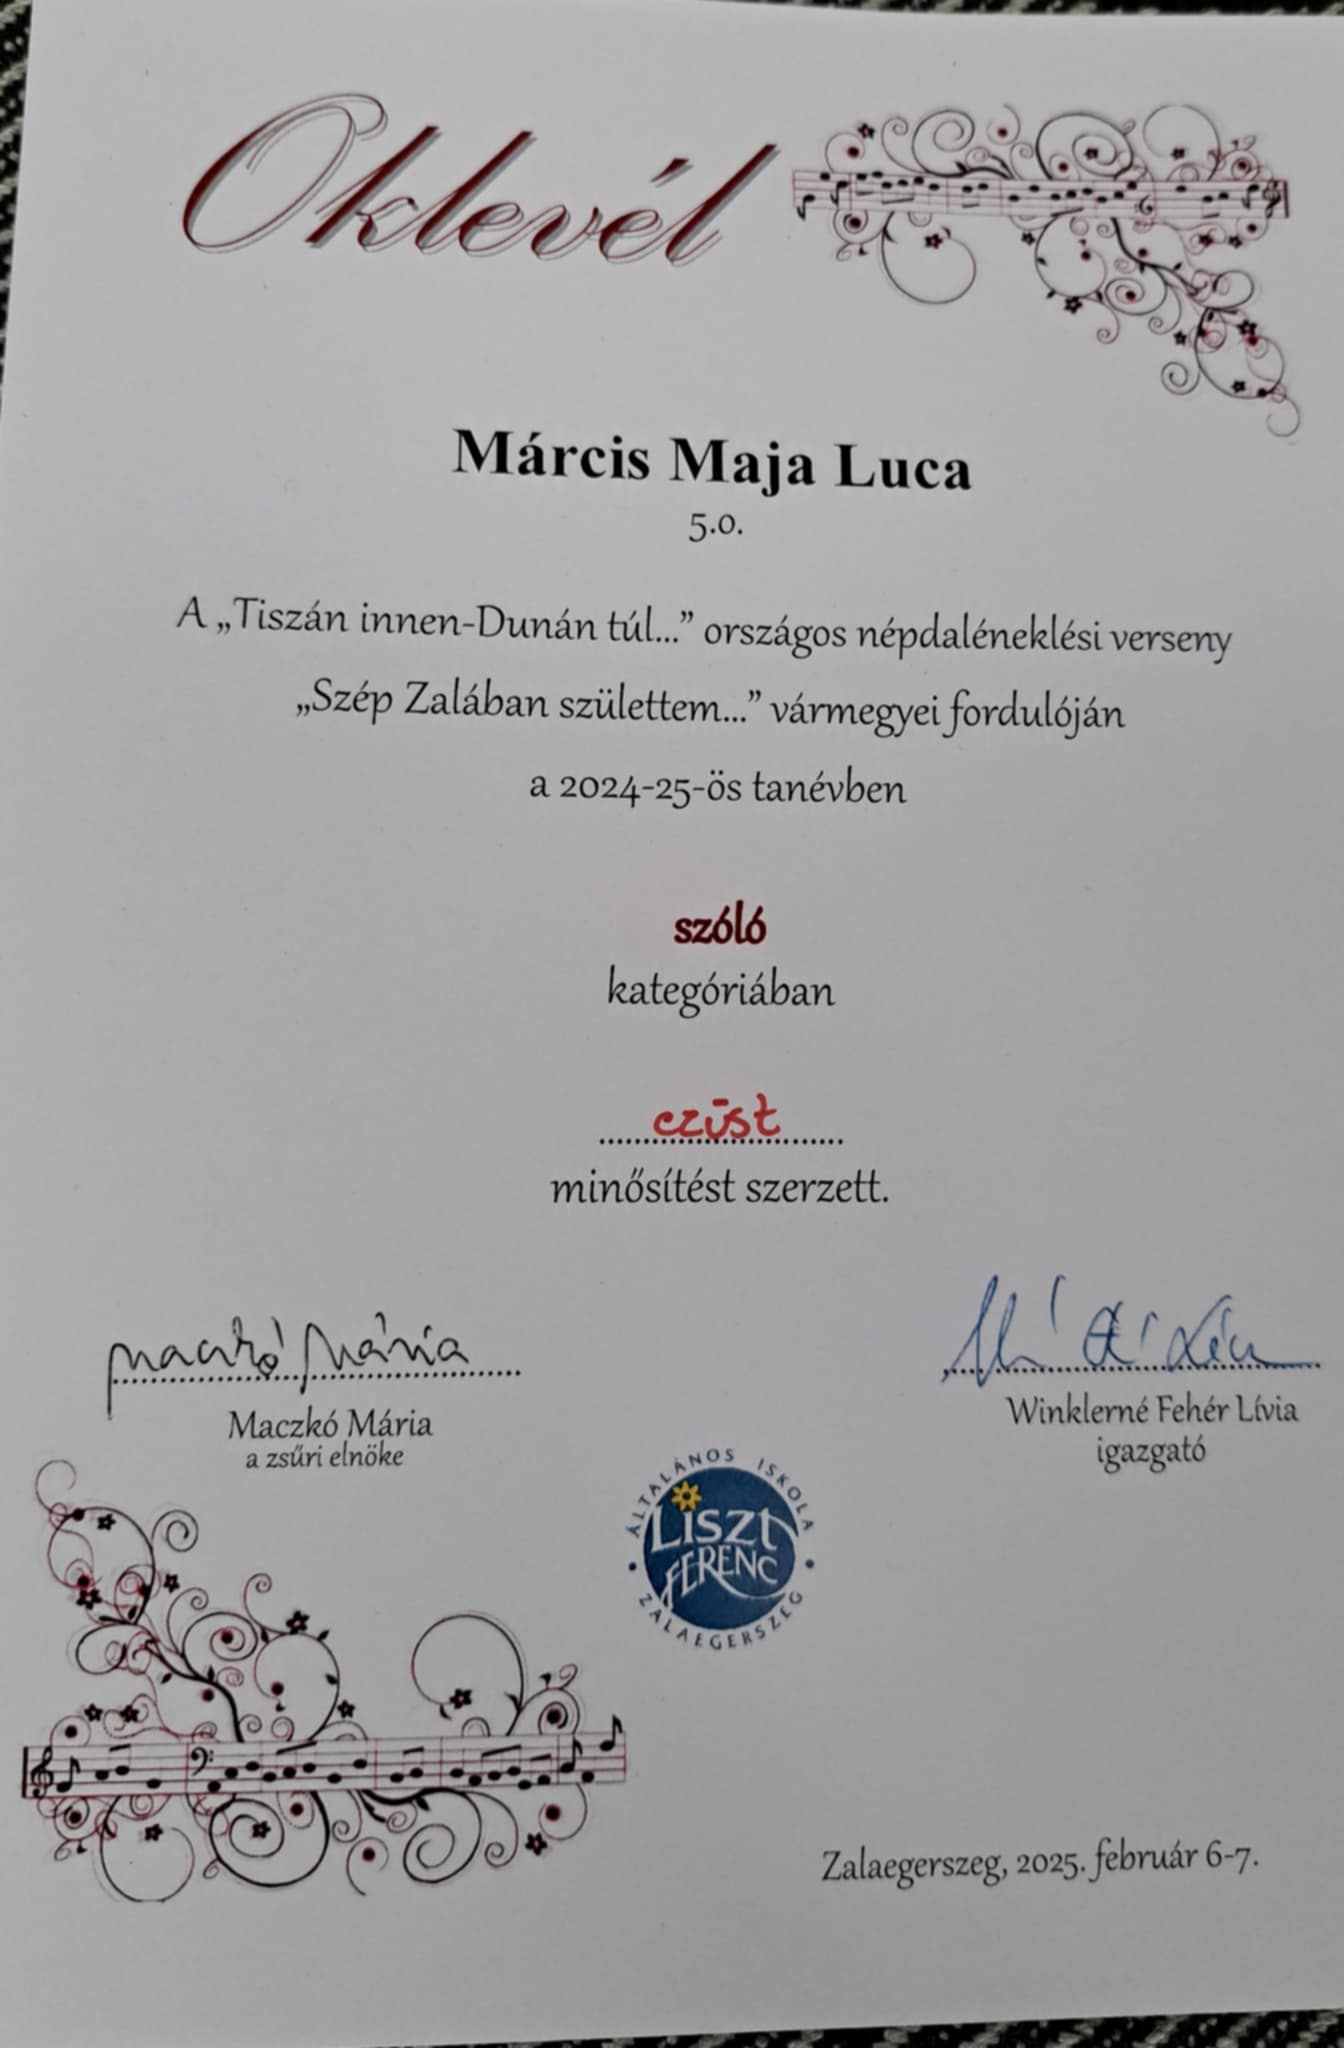 Oklevél
Márcis Maja Luca
5.o.
A „Tiszán innen-Dunán túl...” országos népdaléneklési verseny
„Szép Zalában születtem...” vármegyei fordulóján
a 2024-25-ös tanévben
szóló
kategóriában
ezüst
minősítést szerzett.
Maczkó Mária
Maczkó Mária
a zsűri elnöke
Winklerné Fehér Lívia
igazgató
ÁLTALÁNOS ISKOLA
LISZT
FERENC
ZALAEGERSZEG
Zalaegerszeg, 2025. február 6-7.